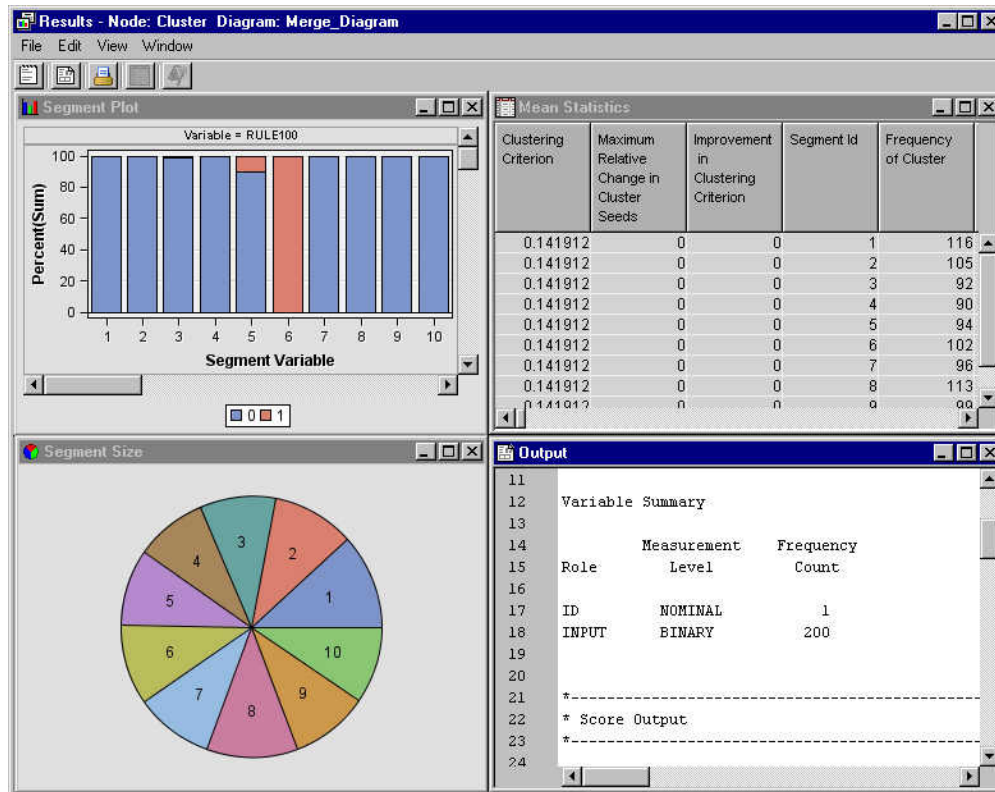 Results - Node: Cluster Diagram: Merge_Diagram
File Edit View Window
Segment Plot
Variable = RULE100
Percent(Sum)
100
80
60
40
20
0
1 2 3 4 5 6 7 8 9 10
Segment Variable
0 1
Mean Statistics
Clustering Criterion
Maximum Relative Change in Cluster Seeds
Improvement in Clustering Criterion
Segment Id
Frequency of Cluster
0.141912 0 0 1 116
0.141912 0 0 2 105
0.141912 0 0 3 92
0.141912 0 0 4 90
0.141912 0 0 5 94
0.141912 0 0 6 102
0.141912 0 0 7 96
0.141912 0 0 8 113
0.141912 0 0 9 99
Segment Size
1
2
3
4
5
6
7
8
9
10
Output
11
12 Variable Summary
13
14 Measurement Frequency
15 Role Level Count
16
17 ID NOMINAL 1
18 INPUT BINARY 200
19
20
21 *------------------------------------------------
22 * Score Output
23 *------------------------------------------------
24